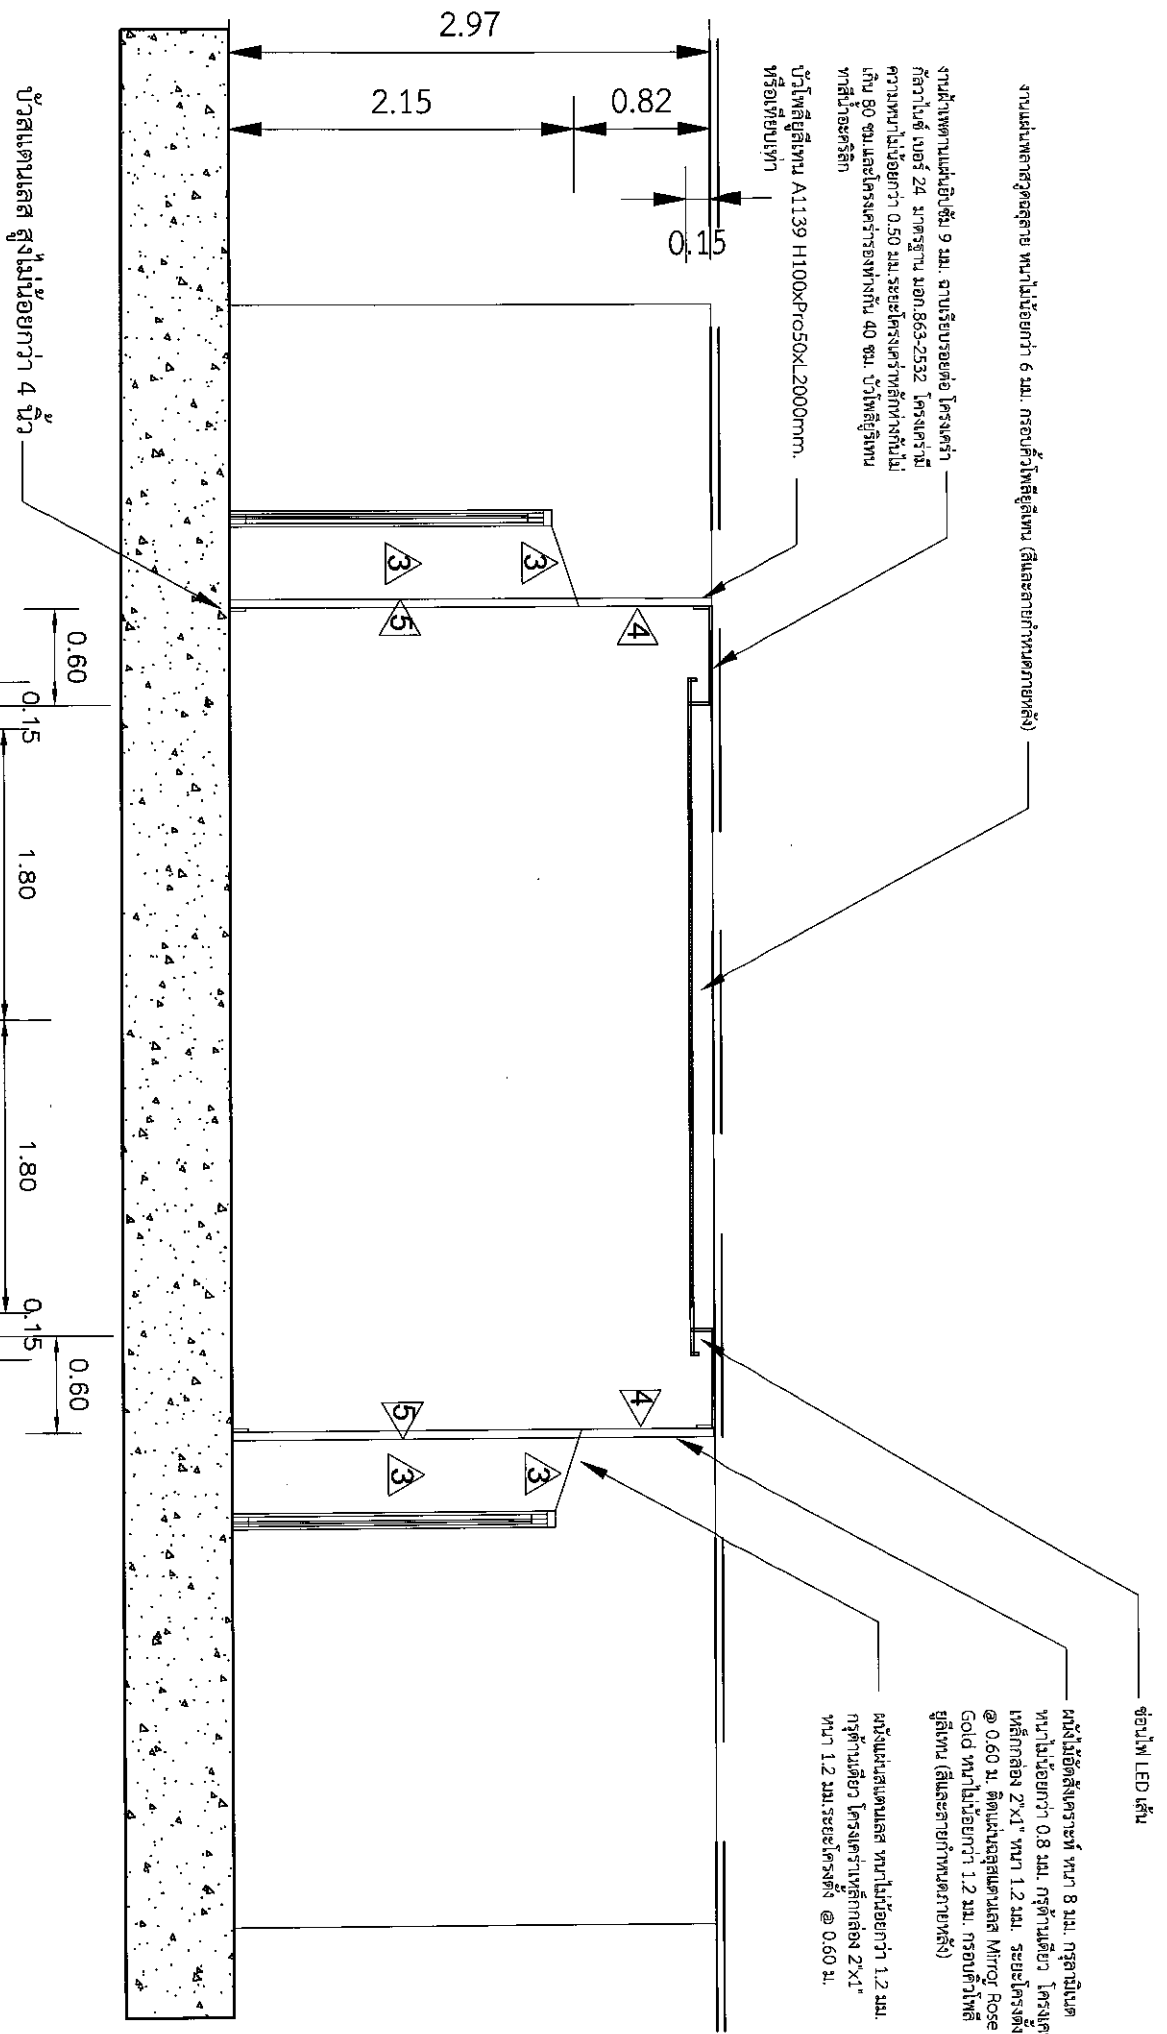 งานแผ่นพลาสวูดฉลุลาย หนาไม่น้อยกว่า 6 มม. กรอบคิ้วโพลียูลีเทน (สีและลายกำหนดภายหลัง)
งานฝ้าเพดานแผ่นยิปซัม 9 มม. ฉาบเรียบรอยต่อ โครงเคร่า
กัลวาไนซ์ เบอร์ 24 มาตรฐาน มอก.863-2532 โครงเคร่ามี
ความหนาไม่น้อยกว่า 0.50 มม.ระยะโครงเคร่าหลักห่างกันไม่
เกิน 80 ซม.และโครงเคร่ารองห่างกัน 40 ซม. บัวโพลียูริเทน
ทาสีน้ำอะคริลิก
บัวโพลียูลีเทน A1139 H100xPro50xL2000mm.
หรือเทียบเท่า
ซ่อนไฟ LED เส้น
ผนังไม้อัดสังเคราะห์ หนา 8 มม. กรุลามิเนต
หนาไม่น้อยกว่า 0.8 มม. กรุด้านเดียว โครงเค
เหล็กกล่อง 2"x1" หนา 1.2 มม. ระยะโครงตั้ง
@ 0.60 ม. ติดแผ่นฉลุสแตนเลส Mirror Rose
Gold หนาไม่น้อยกว่า 1.2 มม. กรอบคิ้วโพลี
ยูลีเทน (สีและลายกำหนดภายหลัง)
ผนังแผ่นสแตนเลส หนาไม่น้อยกว่า 1.2 มม.
กรุด้านเดียว โครงเคร่าเหล็กกล่อง 2"x1"
หนา 1.2 มม.ระยะโครงตั้ง @ 0.60 ม.
2.97
2.15
0.82
0.15
3
3
5
4
4
5
3
3
บัวสแตนเลส สูงไม่น้อยกว่า 4 นิ้ว
0.60
0.15
1.80
1.80
0.15
0.60